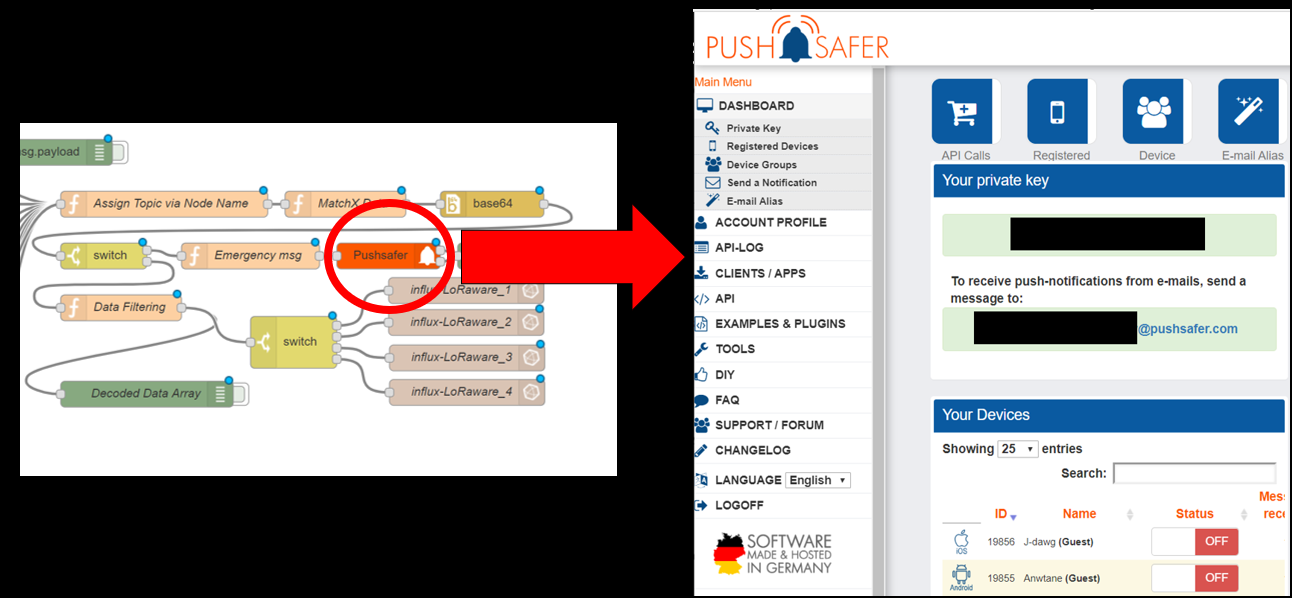 sg.payload
Assign Topic via Node Name
MatchX
base64
switch
Emergency msg
Pushsafer
influx-LoRaware_1
Data Filtering
influx-LoRaware_2
switch
influx-LoRaware_3
Decoded Data Array
influx-LoRaware_4
PUSH SAFER
Main Menu
DASHBOARD
Private Key
Registered Devices
Device Groups
Send a Notification
E-mail Alias
ACCOUNT PROFILE
API-LOG
CLIENTS / APPS
API
EXAMPLES & PLUGINS
TOOLS
DIY
FAQ
SUPPORT / FORUM
CHANGELOG
LANGUAGE English
LOGOFF
SOFTWARE
MADE & HOSTED
IN GERMANY
API Calls Registered Device E-mail Alias
Your private key
To receive push-notifications from e-mails, send a
message to:
@pushsafer.com
Your Devices
Showing 25 entries
Search:
Mes
ID Name Status rece
iOS 19856 J-dawg (Guest) OFF
Android 19855 Anwtane (Guest) OFF